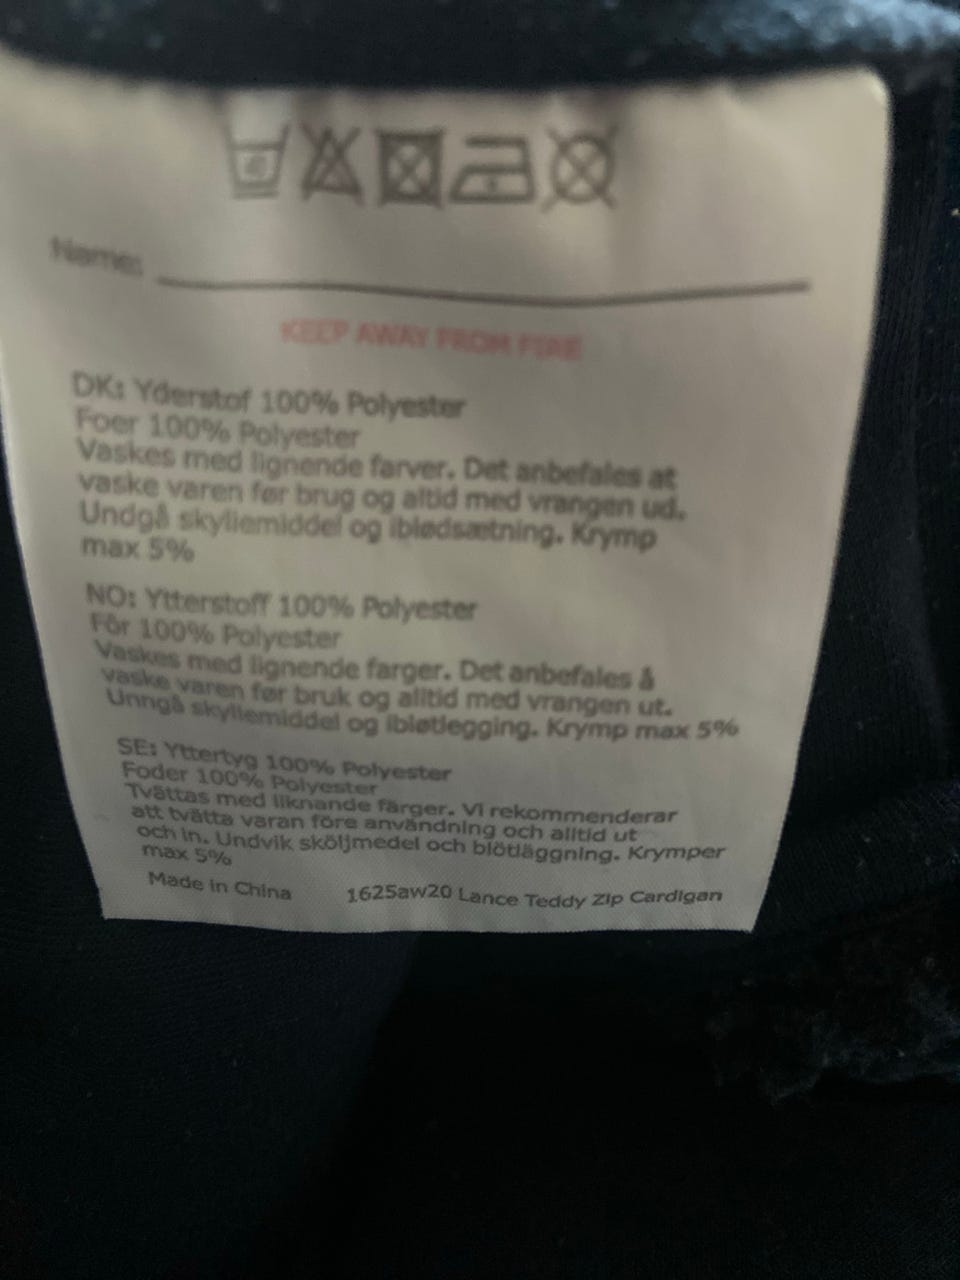 40
Name:
KEEP AWAY FROM FIRE
DK: Yderstof 100% Polyester
Foer 100% Polyester
Vaskes med lignende farver. Det anbefales at
vaske varen før brug og altid med vrangen ud.
Undgå skyllemiddel og iblødsætning. Krymp
max 5%
NO: Ytterstoff 100% Polyester
Fôr 100% Polyester
Vaskes med lignende farger. Det anbefales å
vaske varen før bruk og alltid med vrangen ut.
Unngå skyllemiddel og ibløtlegging. Krymp max 5%
SE: Yttertyg 100% Polyester
Foder 100% Polyester
Tvättas med liknande färger. Vi rekommenderar
att tvätta varan före användning och alltid ut
och in. Undvik sköljmedel och blötläggning. Krymper
max 5%
Made in China 1625aw20 Lance Teddy Zip Cardigan